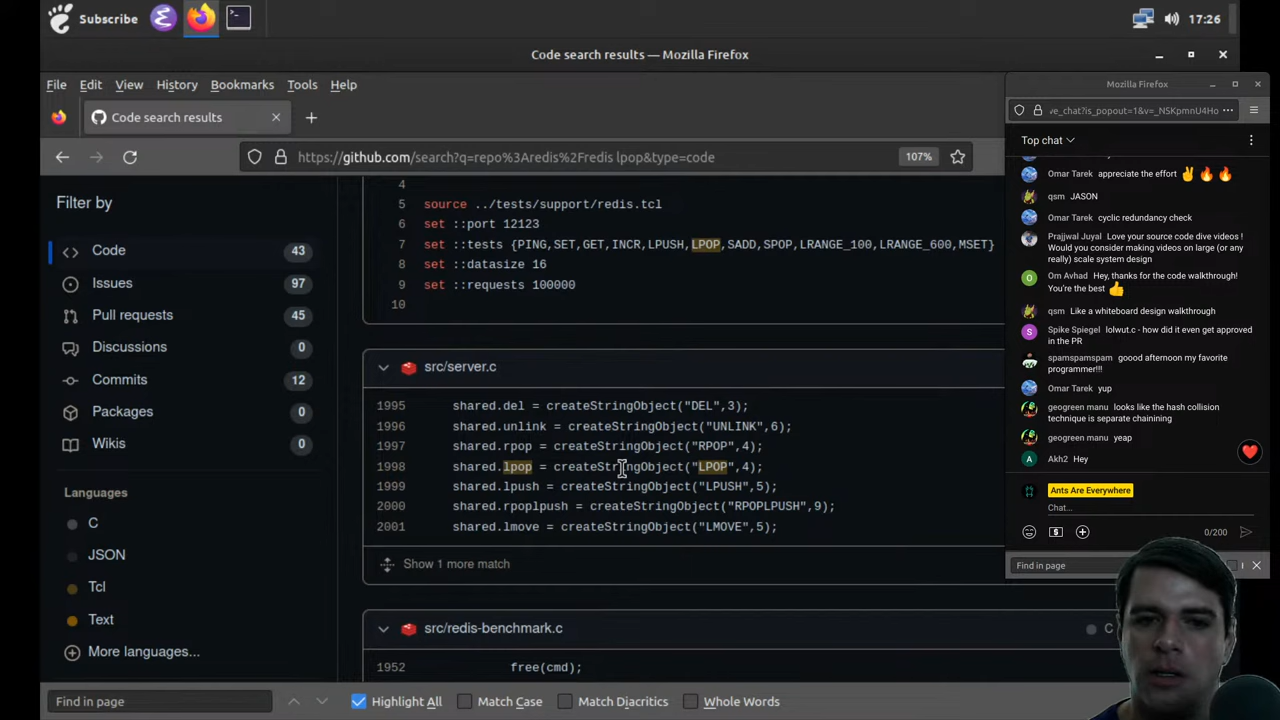 Subscribe
17:26
Code search results — Mozilla Firefox
File Edit View History Bookmarks Tools Help
Code search results
https://github.com/search?q=repo%3Aredis%2Fredis lpop&type=code
107%
Filter by
Code 43
Issues 97
Pull requests 45
Discussions 0
Commits 12
Packages 0
Wikis 0
Languages
C
JSON
Tcl
Text
More languages...
4
5 source ../tests/support/redis.tcl
6 set ::port 12123
7 set ::tests {PING,SET,GET,INCR,LPUSH,LPOP,SADD,SPOP,LRANGE_100,LRANGE_600,MSET}
8 set ::datasize 16
9 set ::requests 100000
10
src/server.c
1995 shared.del = createStringObject("DEL",3);
1996 shared.unlink = createStringObject("UNLINK",6);
1997 shared.rpop = createStringObject("RPOP",4);
1998 shared.lpop = createStringObject("LPOP",4);
1999 shared.lpush = createStringObject("LPUSH",5);
2000 shared.rpoplpush = createStringObject("RPOPLPUSH",9);
2001 shared.lmove = createStringObject("LMOVE",5);
Show 1 more match
src/redis-benchmark.c
C
1952 free(cmd);
Find in page
Highlight All
Match Case
Match Diacritics
Whole Words
Mozilla Firefox
ve_chat?is_popout=1&v=_NSKpmnU4Ho
Top chat
Omar Tarek appreciate the effort ✌🔥🔥
qsm JASON
Omar Tarek cyclic redundancy check
Prajjwal Juyal Love your source code dive videos !
Would you consider making videos on large (or any
really) scale system design
Om Avhad Hey, thanks for the code walkthrough!
You're the best 👍
qsm Like a whiteboard design walkthrough
Spike Spiegel lolwut.c - how did it even get approved
in the PR
spamspamspam goood afternoon my favorite
programmer!!!
Omar Tarek yup
geogreen manu looks like the hash collision
technique is separate chainining
geogreen manu yeap
Akh2 Hey
Ants Are Everywhere
Chat...
0/200
Find in page